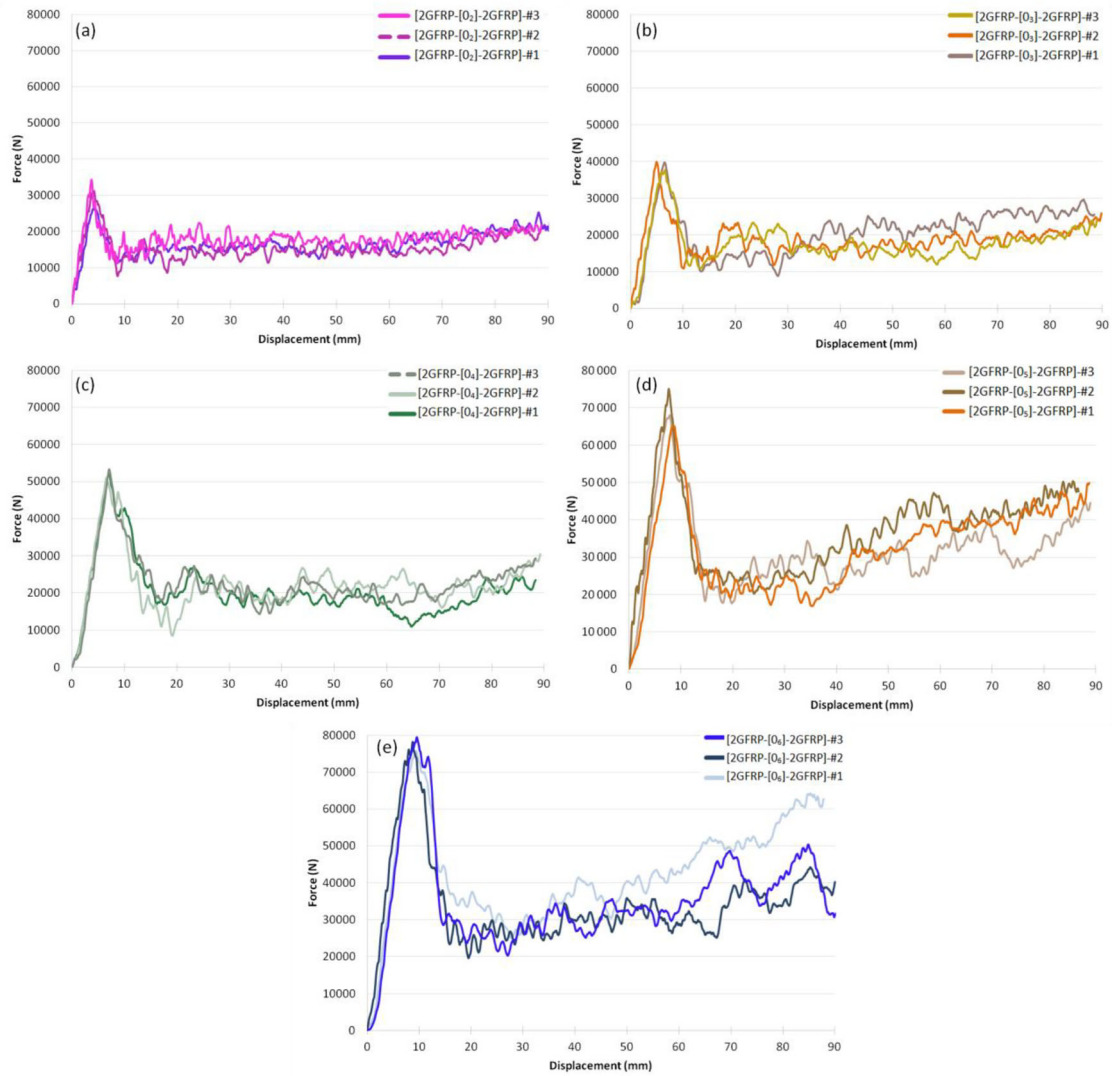 (a)
[2GFRP-[0₂]-2GFRP]-#3
[2GFRP-[0₂]-2GFRP]-#2
[2GFRP-[0₂]-2GFRP]-#1
80000
70000
60000
50000
40000
30000
20000
10000
0
Force (N)
0 10 20 30 40 50 60 70 80 90
Displacement (mm)
(b)
[2GFRP-[0₃]-2GFRP]-#3
[2GFRP-[0₃]-2GFRP]-#2
[2GFRP-[0₃]-2GFRP]-#1
80000
70000
60000
50000
40000
30000
20000
10000
0
Force (N)
0 10 20 30 40 50 60 70 80 90
Displacement (mm)
(c)
[2GFRP-[0₄]-2GFRP]-#3
[2GFRP-[0₄]-2GFRP]-#2
[2GFRP-[0₄]-2GFRP]-#1
80000
70000
60000
50000
40000
30000
20000
10000
0
Force (N)
0 10 20 30 40 50 60 70 80 90
Displacement (mm)
(d)
[2GFRP-[0₅]-2GFRP]-#3
[2GFRP-[0₅]-2GFRP]-#2
[2GFRP-[0₅]-2GFRP]-#1
80 000
70 000
60 000
50 000
40 000
30 000
20 000
10 000
0
Force (N)
0 10 20 30 40 50 60 70 80 90
Displacement (mm)
(e)
[2GFRP-[0₆]-2GFRP]-#3
[2GFRP-[0₆]-2GFRP]-#2
[2GFRP-[0₆]-2GFRP]-#1
80000
70000
60000
50000
40000
30000
20000
10000
0
Force (N)
0 10 20 30 40 50 60 70 80 90
Displacement (mm)